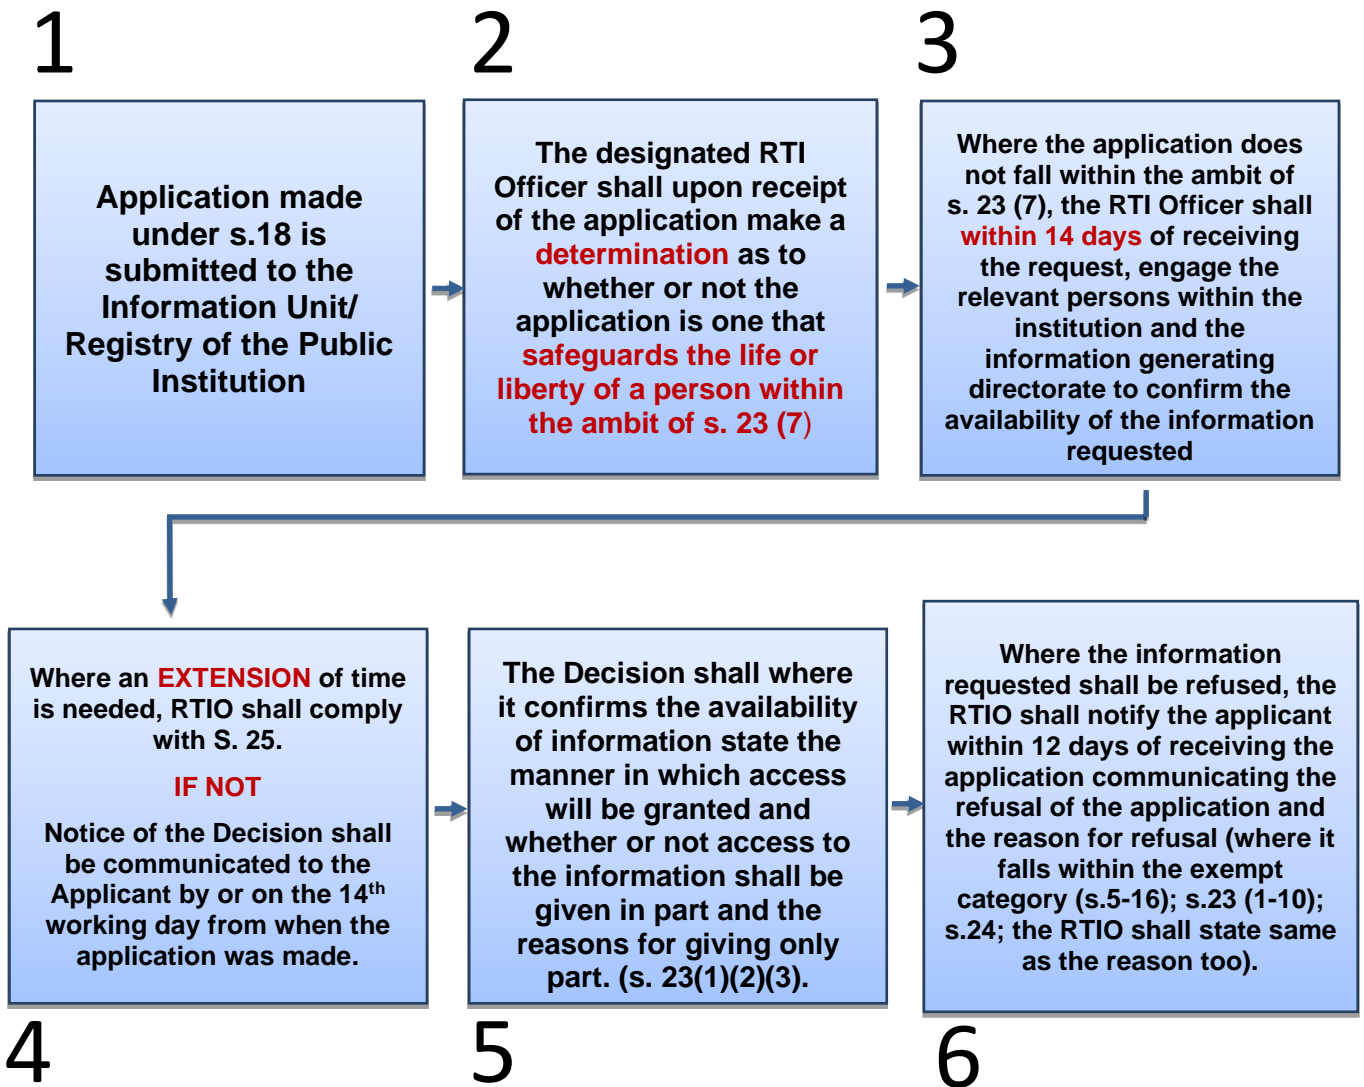 1
Application made
under s.18 is
submitted to the
Information Unit/
Registry of the Public
Institution
2
The designated RTI
Officer shall upon receipt
of the application make a
determination as to
whether or not the
application is one that
safeguards the life or
liberty of a person within
the ambit of s. 23 (7)
3
Where the application does
not fall within the ambit of
s. 23 (7), the RTI Officer shall
within 14 days of receiving
the request, engage the
relevant persons within the
institution and the
information generating
directorate to confirm the
availability of the information
requested
Where an EXTENSION of time
is needed, RTIO shall comply
with S. 25.
IF NOT
Notice of the Decision shall
be communicated to the
Applicant by or on the 14th
working day from when the
application was made.
4
The Decision shall where
it confirms the availability
of information state the
manner in which access
will be granted and
whether or not access to
the information shall be
given in part and the
reasons for giving only
part. (s. 23(1)(2)(3).
5
Where the information
requested shall be refused, the
RTIO shall notify the applicant
within 12 days of receiving the
application communicating the
refusal of the application and
the reason for refusal (where it
falls within the exempt
category (s.5-16); s.23 (1-10);
s.24; the RTIO shall state same
as the reason too).
6